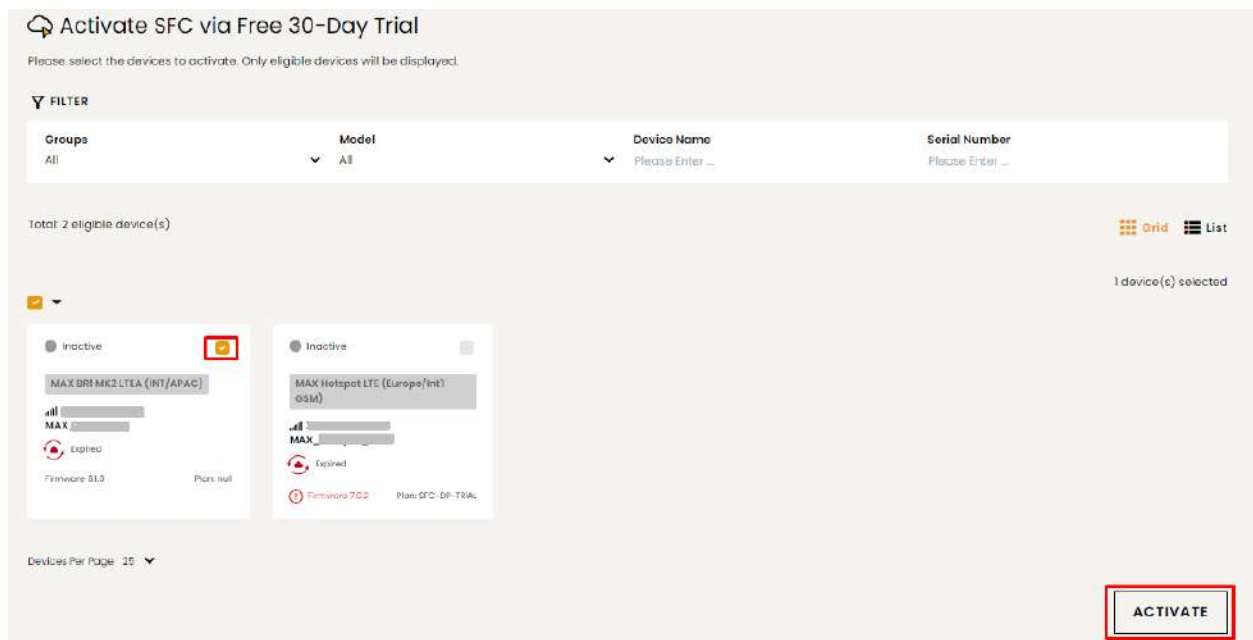 Activate SFC via Free 30-Day Trial
Please select the devices to activate. Only eligible devices will be displayed.
FILTER
Groups Model Device Name Serial Number
All All Please Enter ... Please Enter ...
Total: 2 eligible device(s)
Grid List
1 device(s) selected
Inactive
MAX BR1 MK2 LTEA (INT/APAC)
MAX
Expired
Firmware 8.1.0 Plan: null
Inactive
MAX Hotspot LTE (Europe/Int'l
GSM)
MAX_
Expired
Firmware 7.0.2 Plan: SFC-DP-TRIAL
Devices Per Page 25
ACTIVATE